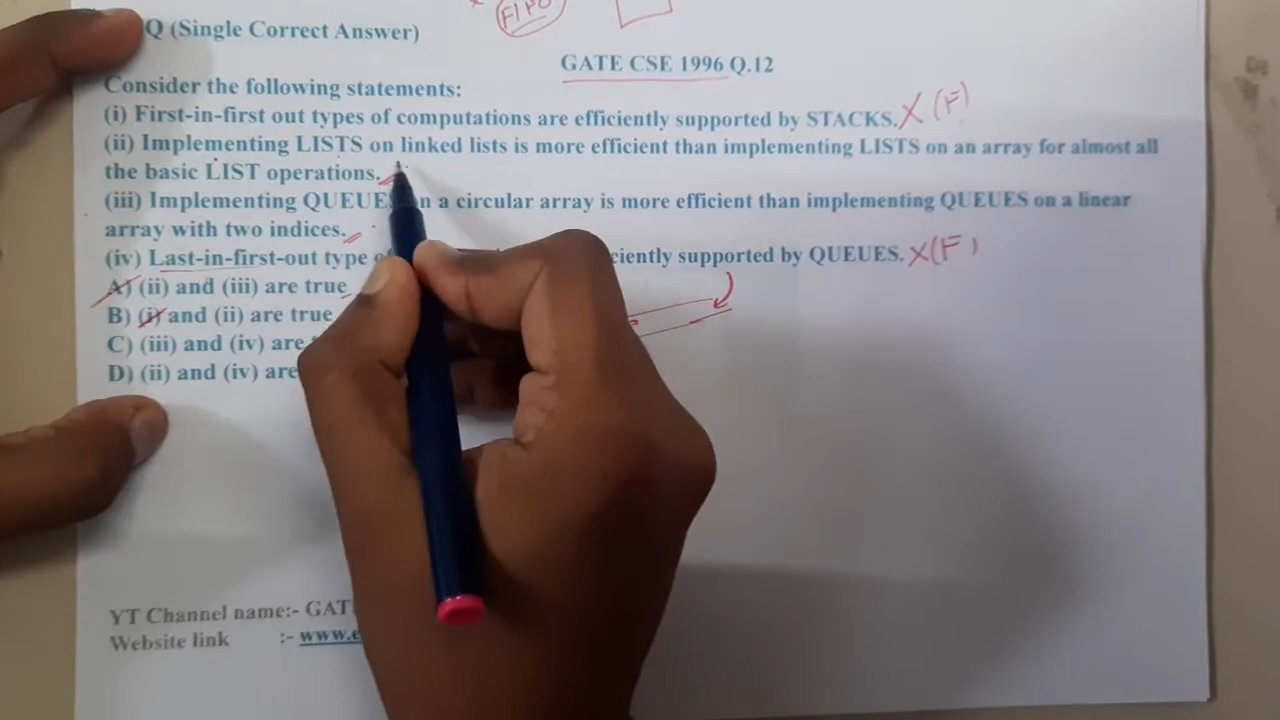 FIFO
Q (Single Correct Answer)
GATE CSE 1996 Q.12
Consider the following statements:
(i) First-in-first out types of computations are efficiently supported by STACKS. X (F)
(ii) Implementing LISTS on linked lists is more efficient than implementing LISTS on an array for almost all
the basic LIST operations.
(iii) Implementing QUEUES on a circular array is more efficient than implementing QUEUES on a linear
array with two indices.
(iv) Last-in-first-out type supported by QUEUES. X (F)
A) (ii) and (iii) are true
B) (i) and (ii) are true
C) (iii) and (iv) are
D) (ii) and (iv) are
YT Channel name:- GAT
Website link :- www.e